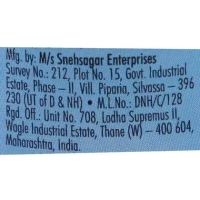 Mfg. by: M/s Snehsagar Enterprises
Survey No.: 212, Plot No. 15, Govt. Industrial
Estate, Phase – II, Vill. Piparia, Silvassa – 396
230 (UT of D & NH) • M.L.No.: DNH/C/128
Rgd. Off.: Unit No. 708, Lodha Supremus II,
Wagle Industrial Estate, Thane (W) – 400 604,
Maharashtra, India.